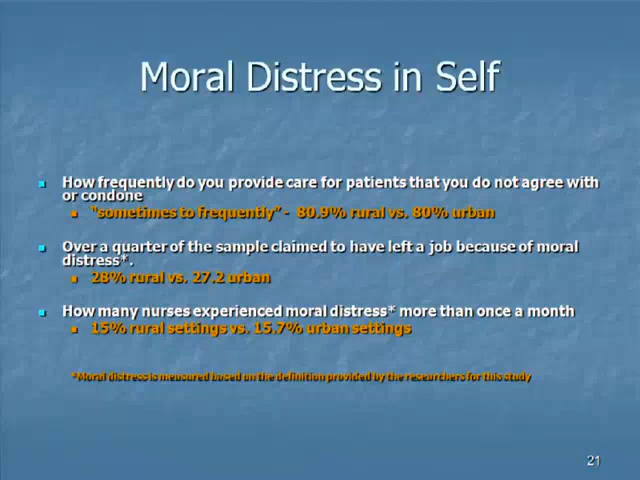 Moral Distress in Self
How frequently do you provide care for patients that you do not agree with
or condone
"sometimes to frequently" - 80.9% rural vs. 80% urban
Over a quarter of the sample claimed to have left a job because of moral
distress*.
28% rural vs. 27.2 urban
How many nurses experienced moral distress* more than once a month
15% rural settings vs. 15.7% urban settings
*Moral distress is measured based on the definition provided by the researchers for this study
21